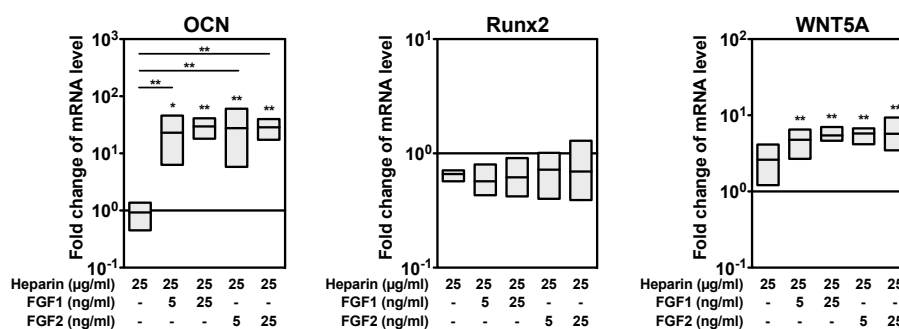 OCN Runx2 WNT5A
Fold change of mRNA level
10³
10²
10¹
10⁰
10⁻¹
** ** ** * ** ** **
Fold change of mRNA level
10¹
10⁰
10⁻¹
Fold change of mRNA level
10²
10¹
10⁰
10⁻¹
** ** ** **
Heparin (µg/ml) 25 25 25 25 25
FGF1 (ng/ml) - 5 25 - -
FGF2 (ng/ml) - - - 5 25
Heparin (µg/ml) 25 25 25 25 25
FGF1 (ng/ml) - 5 25 - -
FGF2 (ng/ml) - - - 5 25
Heparin (µg/ml) 25 25 25 25 25
FGF1 (ng/ml) - 5 25 - -
FGF2 (ng/ml) - - - 5 25